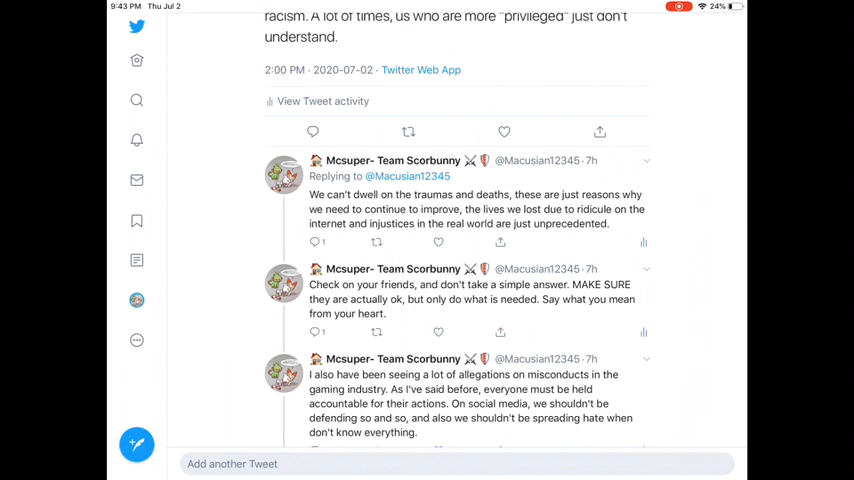 9:43 PM Thu Jul 2
24%
racism. A lot of times, us who are more "privileged" just don't
understand.
2:00 PM · 2020-07-02 · Twitter Web App
View Tweet activity
Mcsuper- Team Scorbunny @Macusian12345 · 7h
Replying to @Macusian12345
We can't dwell on the traumas and deaths, these are just reasons why
we need to continue to improve, the lives we lost due to ridicule on the
internet and injustices in the real world are just unprecedented.
1
Mcsuper- Team Scorbunny @Macusian12345 · 7h
Check on your friends, and don't take a simple answer. MAKE SURE
they are actually ok, but only do what is needed. Say what you mean
from your heart.
1
Mcsuper- Team Scorbunny @Macusian12345 · 7h
I also have been seeing a lot of allegations on misconducts in the
gaming industry. As I've said before, everyone must be held
accountable for their actions. On social media, we shouldn't be
defending so and so, and also we shouldn't be spreading hate when
don't know everything.
Add another Tweet